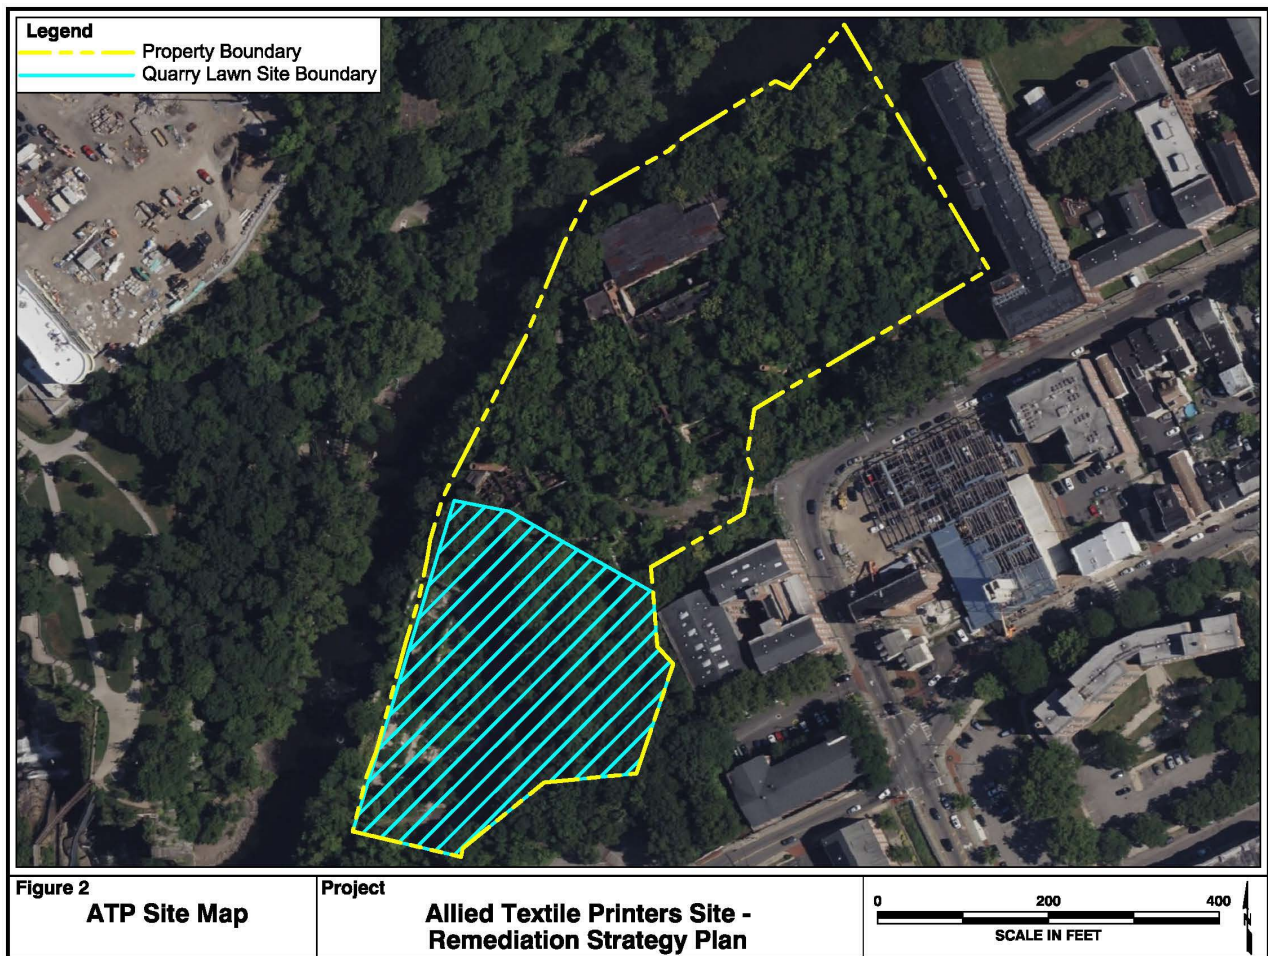 Legend
Property Boundary
Quarry Lawn Site Boundary
Figure 2
ATP Site Map
Project
Allied Textile Printers Site -
Remediation Strategy Plan
0 200 400
SCALE IN FEET
N